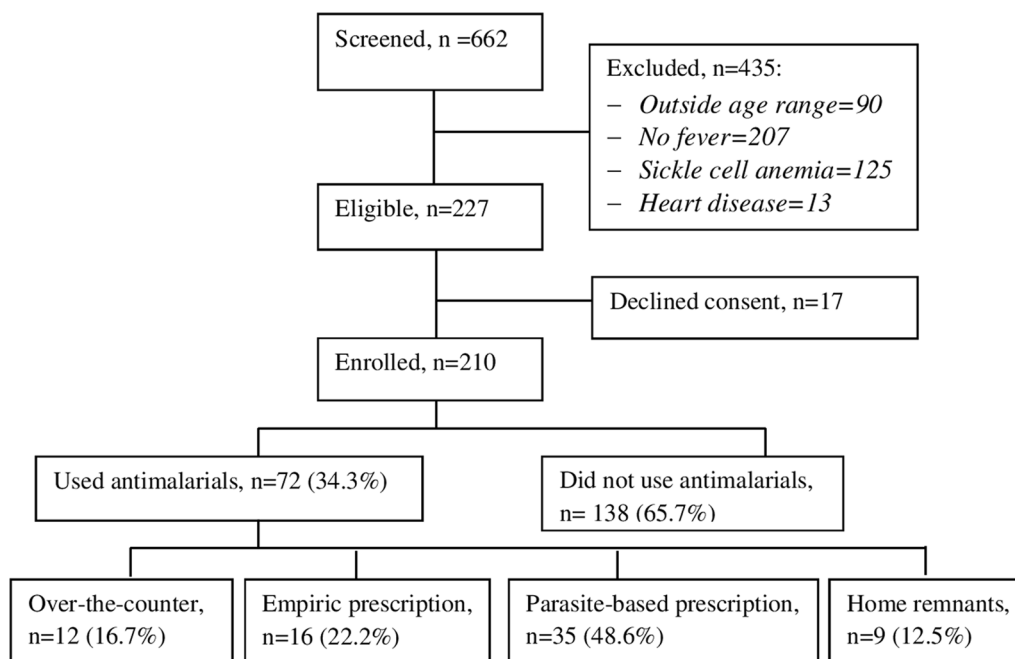 Screened, n =662
Excluded, n=435:
− Outside age range=90
− No fever=207
− Sickle cell anemia=125
− Heart disease=13
Eligible, n=227
Declined consent, n=17
Enrolled, n=210
Used antimalarials, n=72 (34.3%)
Did not use antimalarials,
n= 138 (65.7%)
Over-the-counter,
n=12 (16.7%)
Empiric prescription,
n=16 (22.2%)
Parasite-based prescription,
n=35 (48.6%)
Home remnants,
n=9 (12.5%)